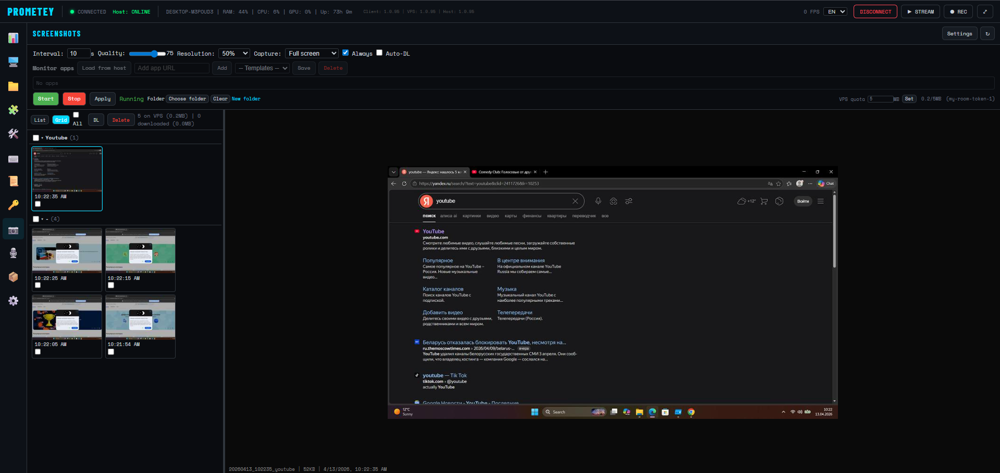 PROMETEY
CONNECTED Host: ONLINE
DESKTOP-M3POUD3 | RAM: 44% | CPU: 6% | GPU: 0% | Up: 73h 9m
Client: 1.0.95 | VPS: 1.0.95 | Host: 1.0.95
0 FPS EN DISCONNECT ▶ STREAM ● REC
SCREENSHOTS
Settings
Interval: 10 s Quality: 75 Resolution: 50% Capture: Full screen Always Auto-DL
Monitor apps Load from host Add app URL Add -- Templates -- Save Delete
No apps
Start Stop Apply Running Folder Choose folder Clear New folder
VPS quota 5 MB Set 0.2/5MB (my-room-token-1)
List Grid All DL Delete
5 on VPS (0.2MB) | 0
downloaded (0.0MB)
Youtube (1)
10:22:35 AM
- (4)
10:22:25 AM 10:22:15 AM
10:22:05 AM 10:21:54 AM
youtube — Яндекс: нашлось 5 м Comedy Club: Голосовые от дру
https://yandex.ru/search/?text=youtube&clid=2411726&lr=10253
Chat
Я youtube
+12° Войти
поиск алиса ai картинки видео карты финансы квартиры переводчик все
YouTube
youtube.com
Смотрите любимые видео, слушайте любимые песни, загружайте собственные
ролики и делитесь ими с друзьями, близкими и целым миром.
Популярное
Самое популярное на YouTube –
Россия. Новые музыкальные
видео...
В центре внимания
На официальном канале YouTube
Russia мы собираем самые...
Каталог каналов
Поиск каналов YouTube с
подпиской.
Музыка
Музыкальный канал YouTube с
наиболее популярными треками...
Добавить видео
Делитесь своими видео с друзьями,
родственниками и всем миром.
Телепередачи
Телепередачи (Россия).
Беларусь отказалась блокировать YouTube, несмотря на...
ru.themoscowtimes.com › 2026/04/09/belarus-... вчера
YouTube удалил каналы белорусских государственных СМИ 3 апреля. Они сооб-
щили, что владелец хостинга — компания Google — сослался на...
youtube — Tik Tok
tiktok.com › @youtube
actually YouTube
Google Новости - YouTube - Последние
12°C
Sunny
Search
10:22
13.04.2026
20260413_102235_youtube | 52KB | 4/13/2026, 10:22:35 AM